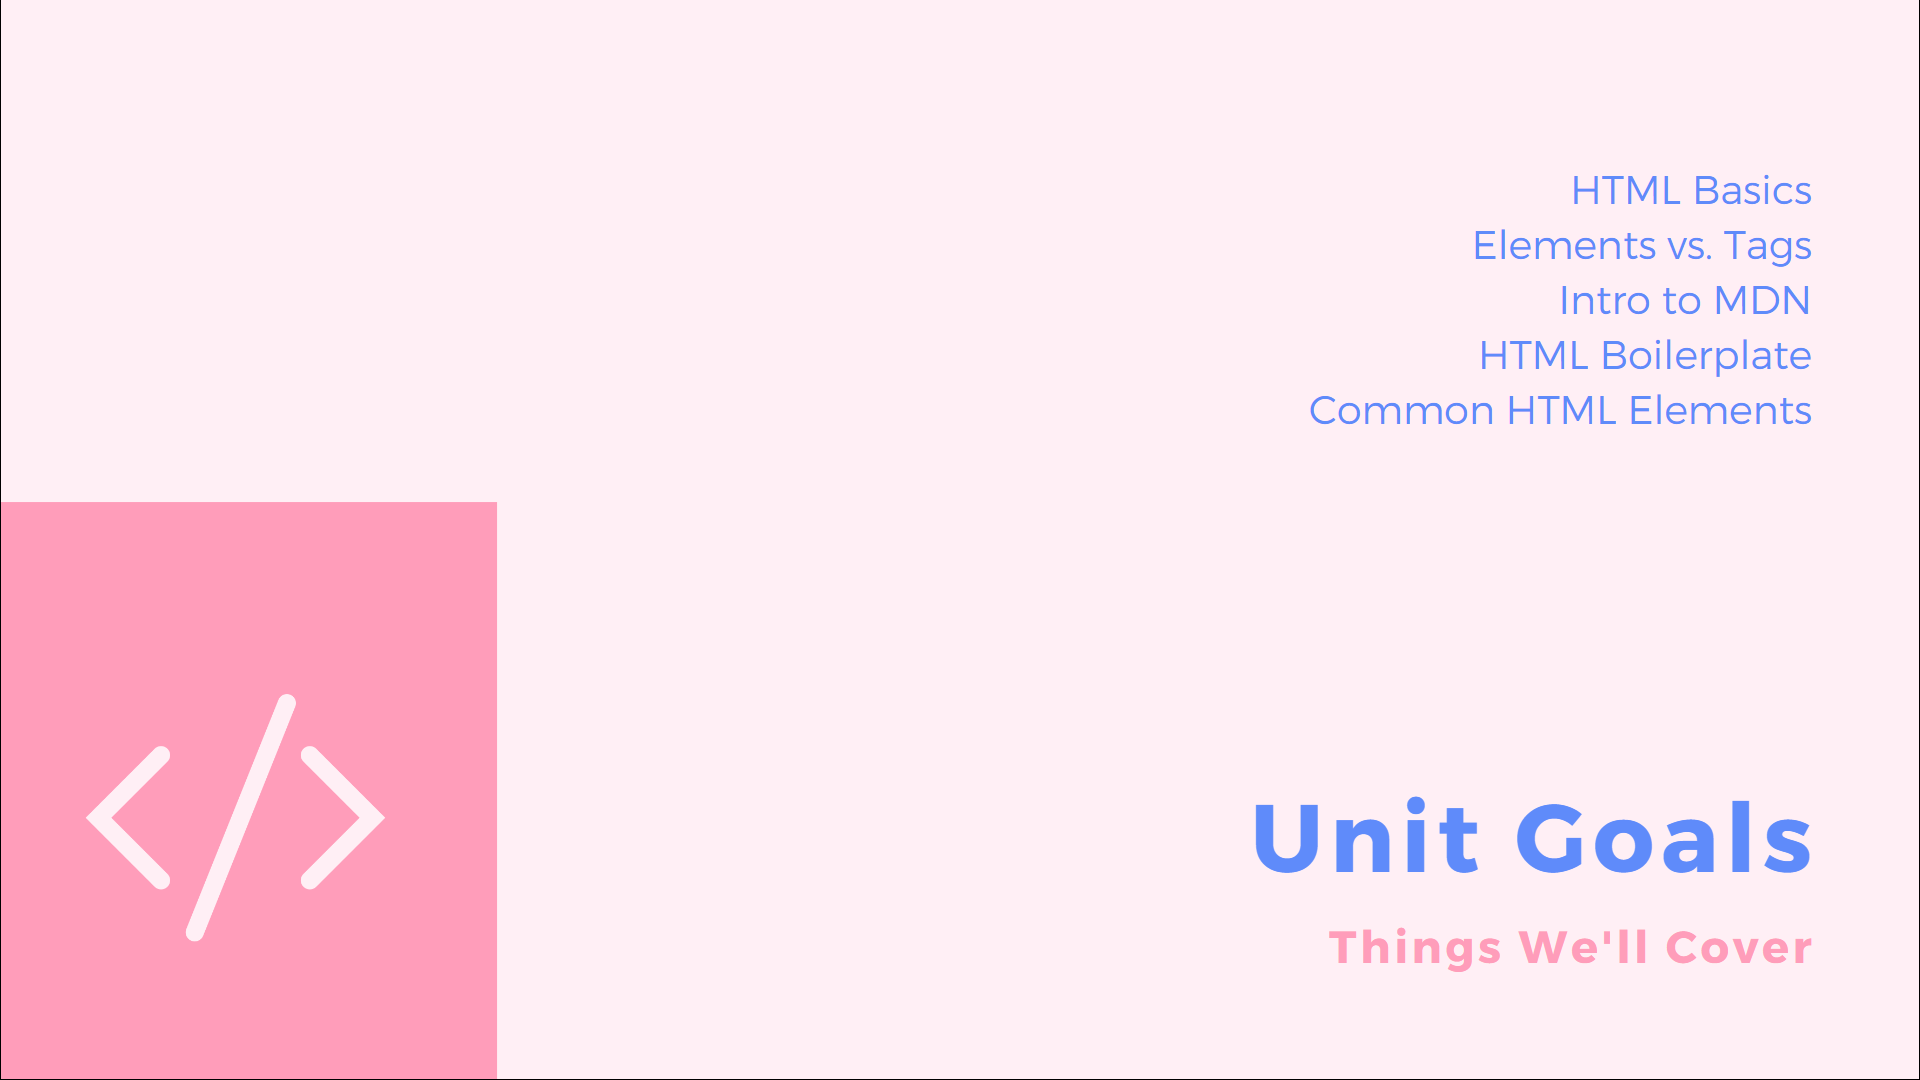 HTML Basics
Elements vs. Tags
Intro to MDN
HTML Boilerplate
Common HTML Elements
Unit Goals
Things We'll Cover